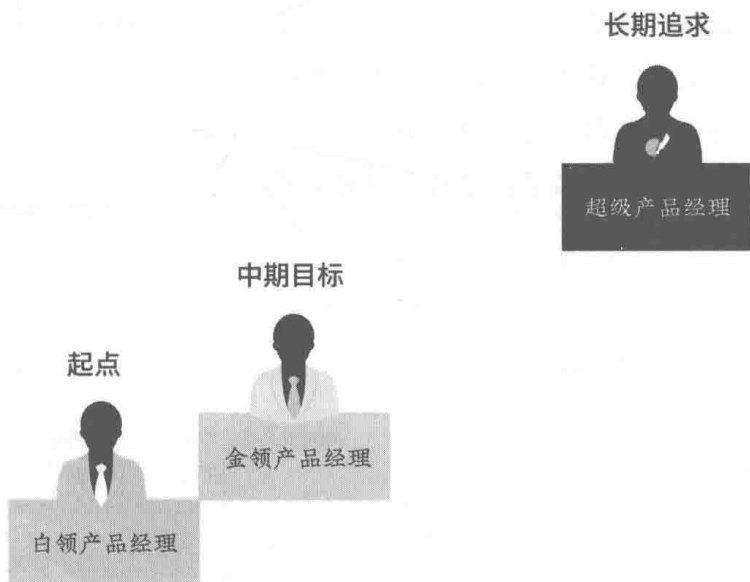 长期追求
超级产品经理
中期目标
金领产品经理
起点
白领产品经理